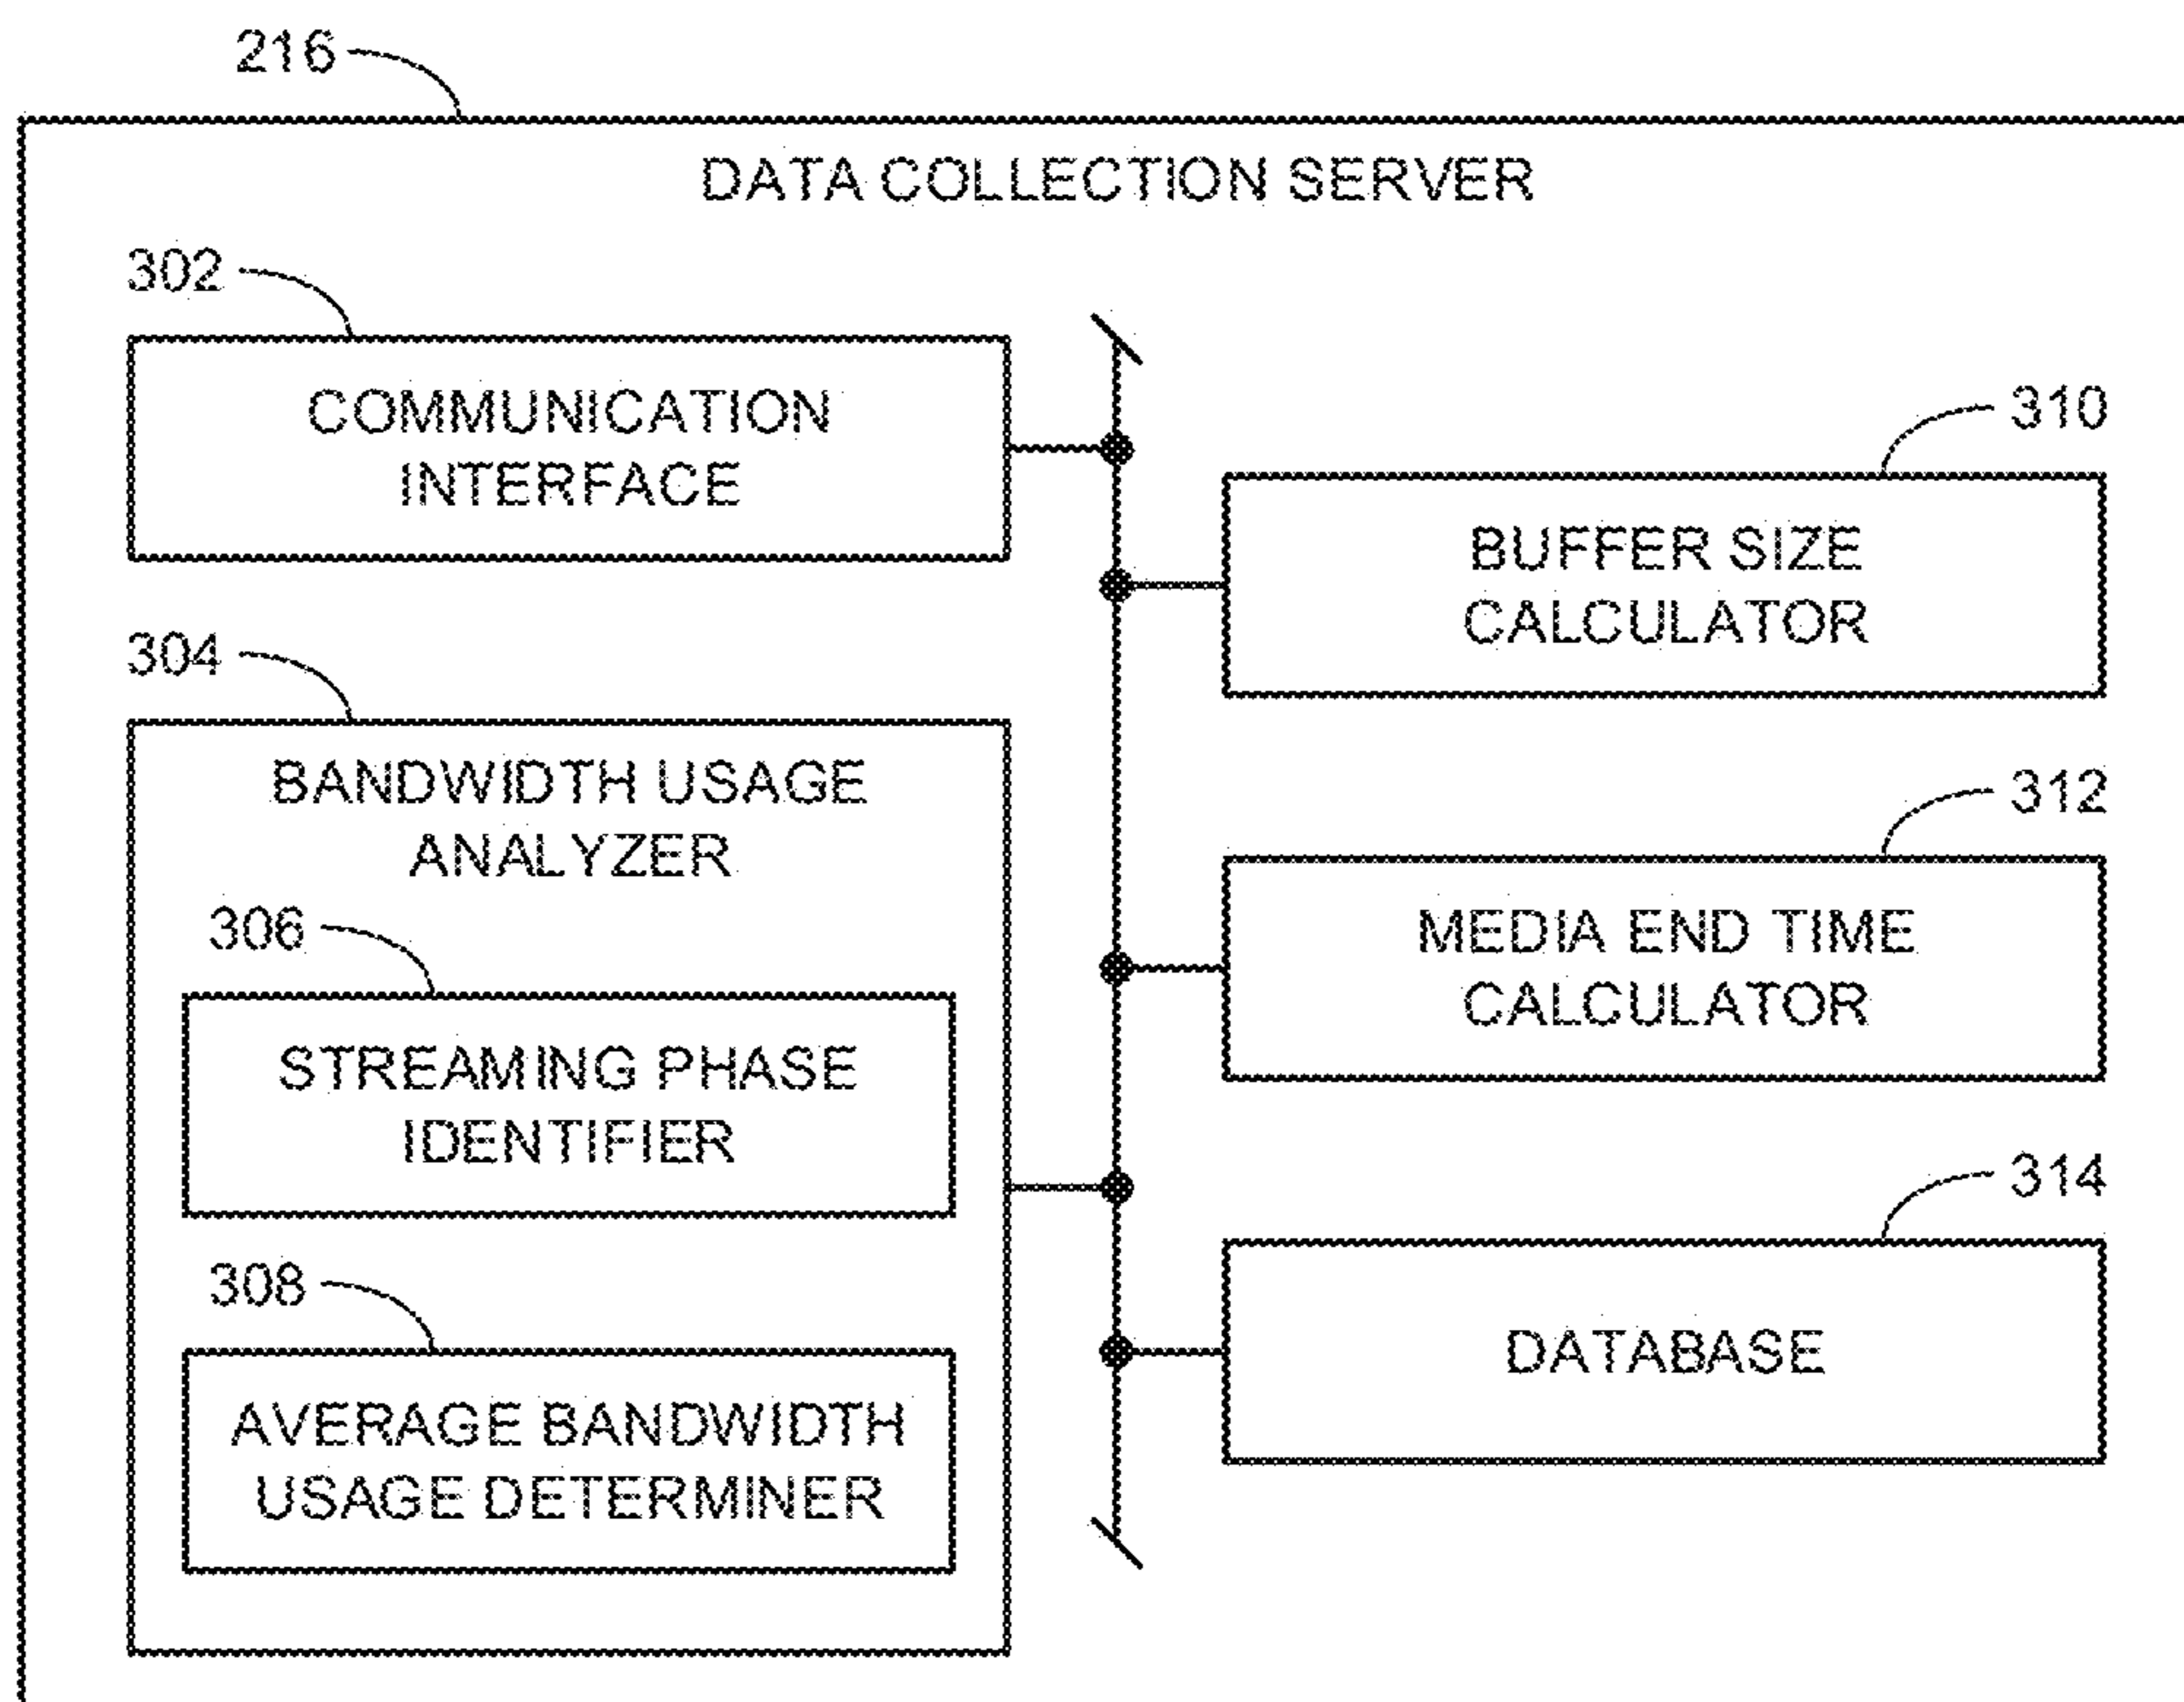 216
DATA COLLECTION SERVER
302
COMMUNICATION
INTERFACE
304
BANDWIDTH USAGE
ANALYZER
306
STREAMING PHASE
IDENTIFIER
308
AVERAGE BANDWIDTH
USAGE DETERMINER
310
BUFFER SIZE
CALCULATOR
312
MEDIA END TIME
CALCULATOR
314
DATABASE